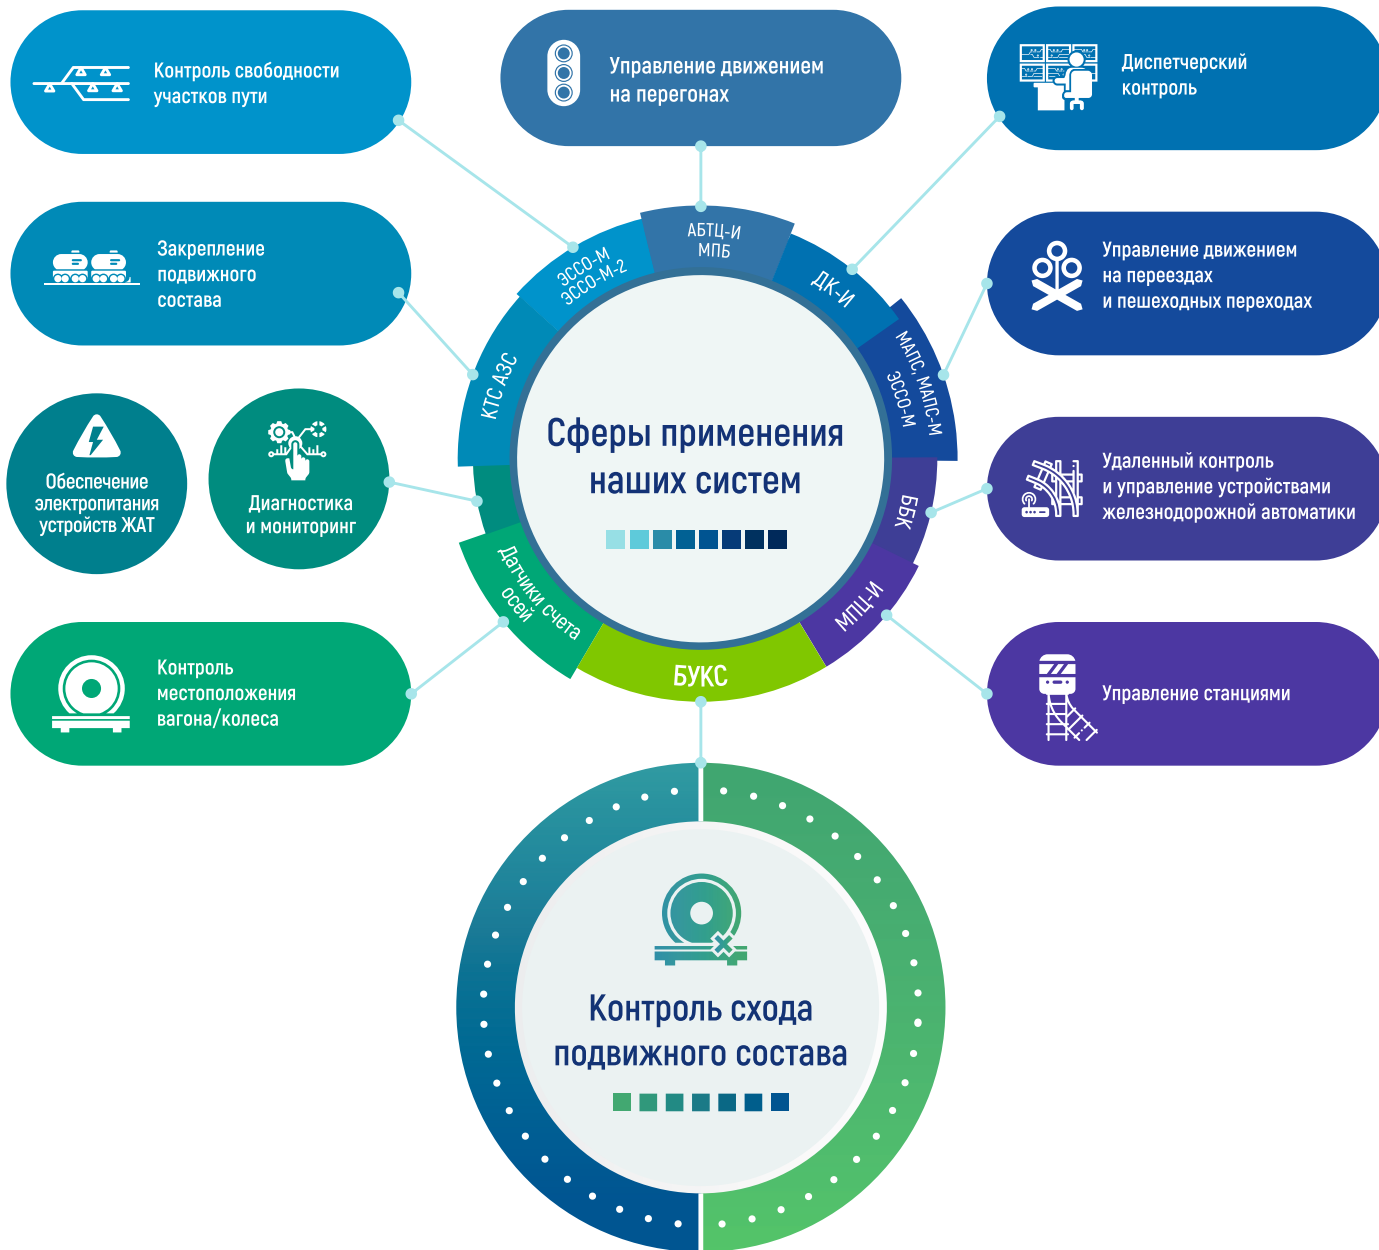 Контроль свободности
участков пути
Управление движением
на перегонах
Диспетчерский
контроль
Закрепление
подвижного
состава
Управление движением
на переездах
и пешеходных переходах
ЭССО-М
ЭССО-М-2
АБТЦ-И
МПБ
ДК-И
КТС АЗС
МАПС, МАПС-М
ЭССО-М
Сферы применения
наших систем
Обеспечение
электропитания
устройств ЖАТ
Диагностика
и мониторинг
ББК
Удаленный контроль
и управление устройствами
железнодорожной автоматики
Датчики счета
осей
МПЦ-И
БУКС
Контроль
местоположения
вагона/колеса
Управление станциями
Контроль схода
подвижного состава